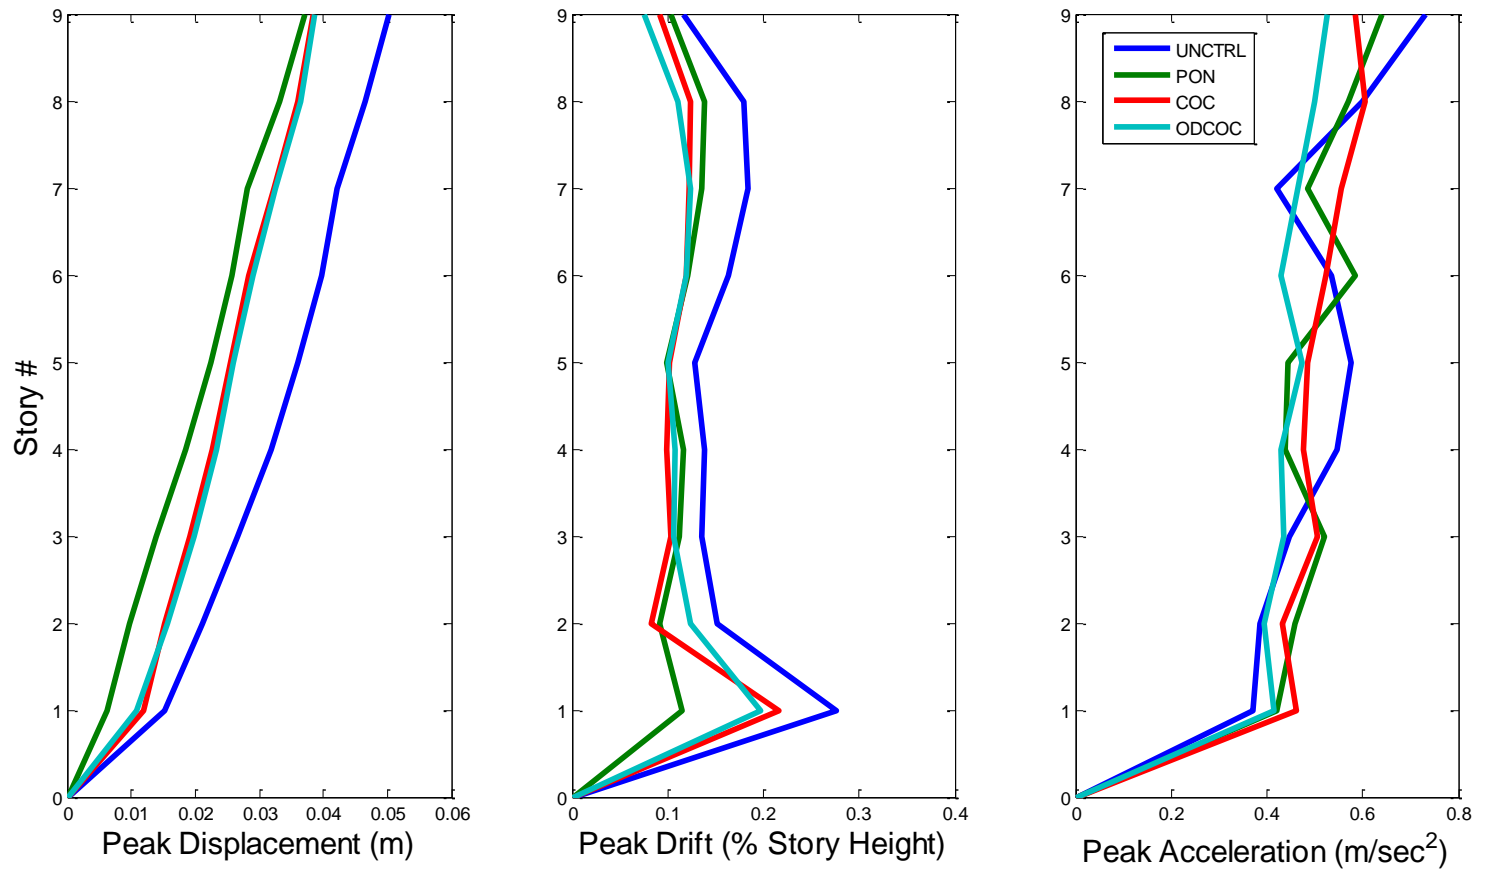 Story #
9
8
7
6
5
4
3
2
1
0
0 0.01 0.02 0.03 0.04 0.05 0.06
Peak Displacement (m)
9
8
7
6
5
4
3
2
1
0
0 0.1 0.2 0.3 0.4
Peak Drift (% Story Height)
9
8
7
6
5
4
3
2
1
0
0 0.2 0.4 0.6 0.8
Peak Acceleration (m/sec²)
UNCTRL
PON
COC
ODCOC